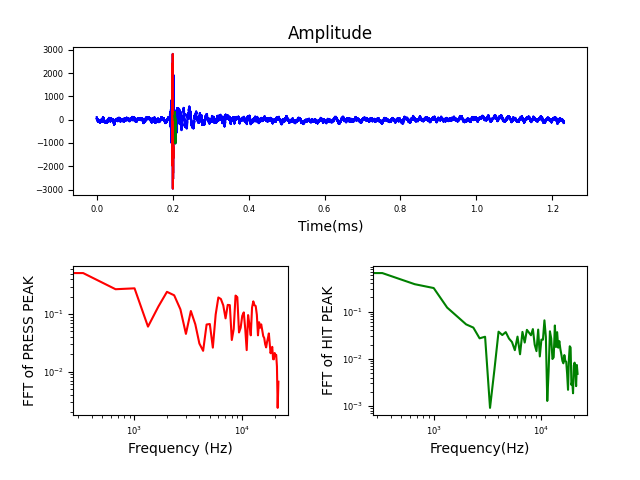 Amplitude
3000
2000
1000
0
−1000
−2000
−3000
0.0 0.2 0.4 0.6 0.8 1.0 1.2
Time(ms)
FFT of PRESS PEAK
10⁻¹
10⁻²
10³ 10⁴
Frequency (Hz)
FFT of HIT PEAK
10⁻¹
10⁻²
10⁻³
10³ 10⁴
Frequency(Hz)